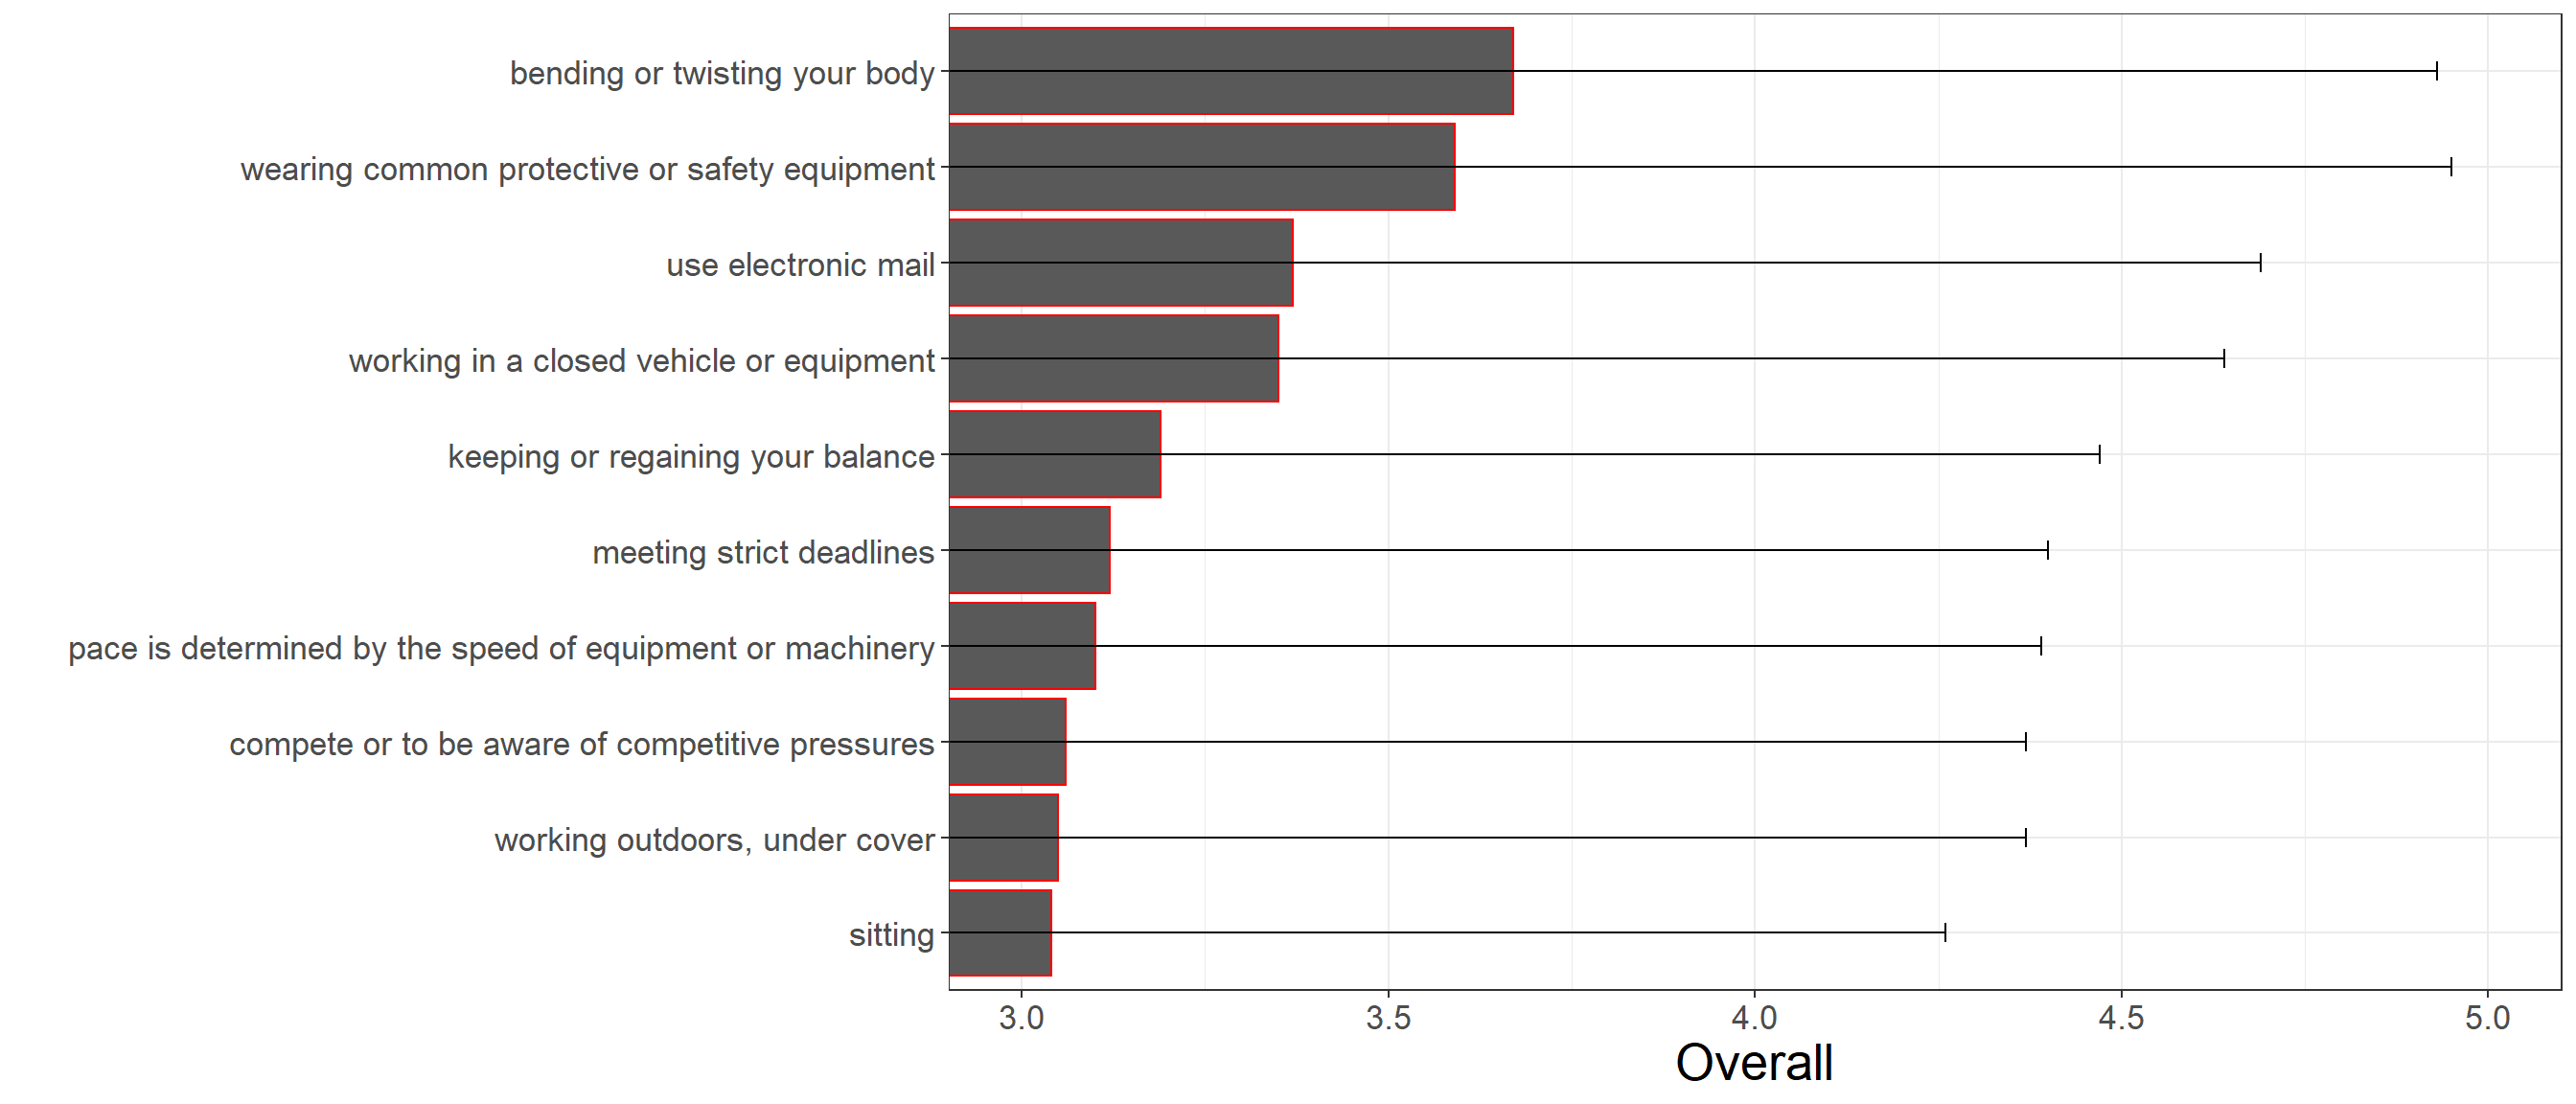 bending or twisting your body
wearing common protective or safety equipment
use electronic mail
working in a closed vehicle or equipment
keeping or regaining your balance
meeting strict deadlines
pace is determined by the speed of equipment or machinery
compete or to be aware of competitive pressures
working outdoors, under cover
sitting
3.0 3.5 4.0 4.5 5.0
Overall